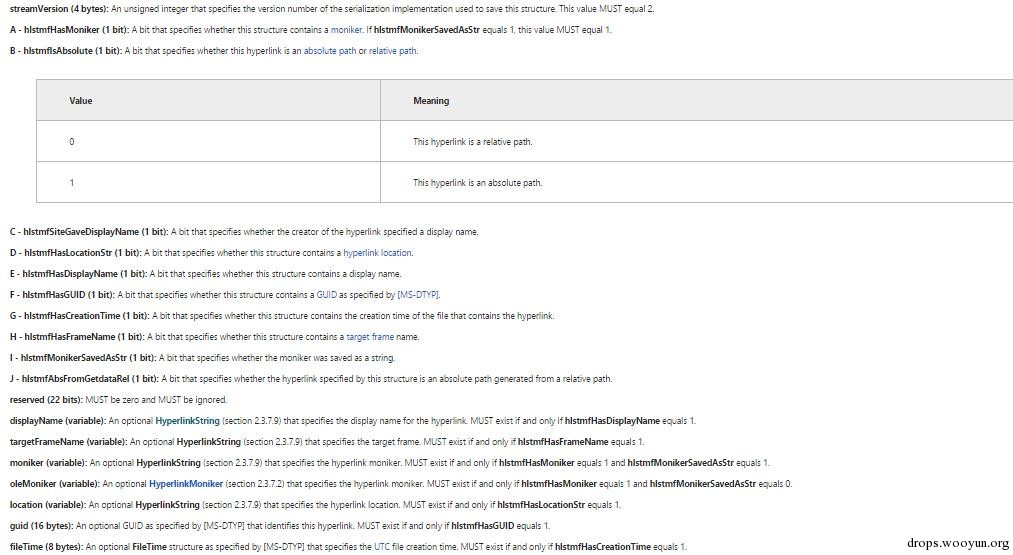 streamVersion (4 bytes): An unsigned integer that specifies the version number of the serialization implementation used to save this structure. This value MUST equal 2.
A - hlstmfHasMoniker (1 bit): A bit that specifies whether this structure contains a moniker. If hlstmfMonikerSavedAsStr equals 1, this value MUST equal 1.
B - hlstmfIsAbsolute (1 bit): A bit that specifies whether this hyperlink is an absolute path or relative path.
Value Meaning
0 This hyperlink is a relative path.
1 This hyperlink is an absolute path.
C - hlstmfSiteGaveDisplayName (1 bit): A bit that specifies whether the creator of the hyperlink specified a display name.
D - hlstmfHasLocationStr (1 bit): A bit that specifies whether this structure contains a hyperlink location.
E - hlstmfHasDisplayName (1 bit): A bit that specifies whether this structure contains a display name.
F - hlstmfHasGUID (1 bit): A bit that specifies whether this structure contains a GUID as specified by [MS-DTYP].
G - hlstmfHasCreationTime (1 bit): A bit that specifies whether this structure contains the creation time of the file that contains the hyperlink.
H - hlstmfHasFrameName (1 bit): A bit that specifies whether this structure contains a target frame name.
I - hlstmfMonikerSavedAsStr (1 bit): A bit that specifies whether the moniker was saved as a string.
J - hlstmfAbsFromGetdataRel (1 bit): A bit that specifies whether the hyperlink specified by this structure is an absolute path generated from a relative path.
reserved (22 bits): MUST be zero and MUST be ignored.
displayName (variable): An optional HyperlinkString (section 2.3.7.9) that specifies the display name for the hyperlink. MUST exist if and only if hlstmfHasDisplayName equals 1.
targetFrameName (variable): An optional HyperlinkString (section 2.3.7.9) that specifies the target frame. MUST exist if and only if hlstmfHasFrameName equals 1.
moniker (variable): An optional HyperlinkString (section 2.3.7.9) that specifies the hyperlink moniker. MUST exist if and only if hlstmfHasMoniker equals 1 and hlstmfMonikerSavedAsStr equals 1.
oleMoniker (variable): An optional HyperlinkMoniker (section 2.3.7.2) that specifies the hyperlink moniker. MUST exist if and only if hlstmfHasMoniker equals 1 and hlstmfMonikerSavedAsStr equals 0.
location (variable): An optional HyperlinkString (section 2.3.7.9) that specifies the hyperlink location. MUST exist if and only if hlstmfHasLocationStr equals 1.
guid (16 bytes): An optional GUID as specified by [MS-DTYP] that identifies this hyperlink. MUST exist if and only if hlstmfHasGUID equals 1.
fileTime (8 bytes): An optional FileTime structure as specified by [MS-DTYP] that specifies the UTC file creation time. MUST exist if and only if hlstmfHasCreationTime equals 1.
drops.wooyun.org